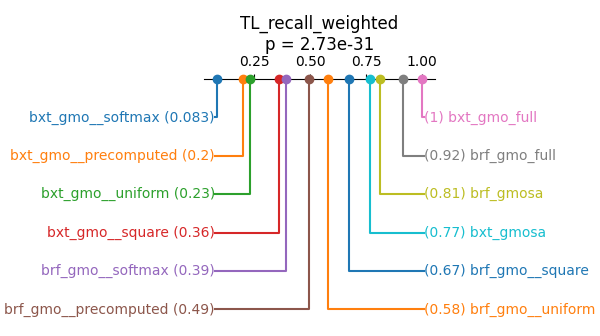 TL_recall_weighted
p = 2.73e-31
0.25 0.50 0.75 1.00
bxt_gmo__softmax (0.083) (1) bxt_gmo_full
bxt_gmo__precomputed (0.2) (0.92) brf_gmo_full
bxt_gmo__uniform (0.23) (0.81) brf_gmosa
bxt_gmo__square (0.36) (0.77) bxt_gmosa
brf_gmo__softmax (0.39) (0.67) brf_gmo__square
brf_gmo__precomputed (0.49) (0.58) brf_gmo__uniform